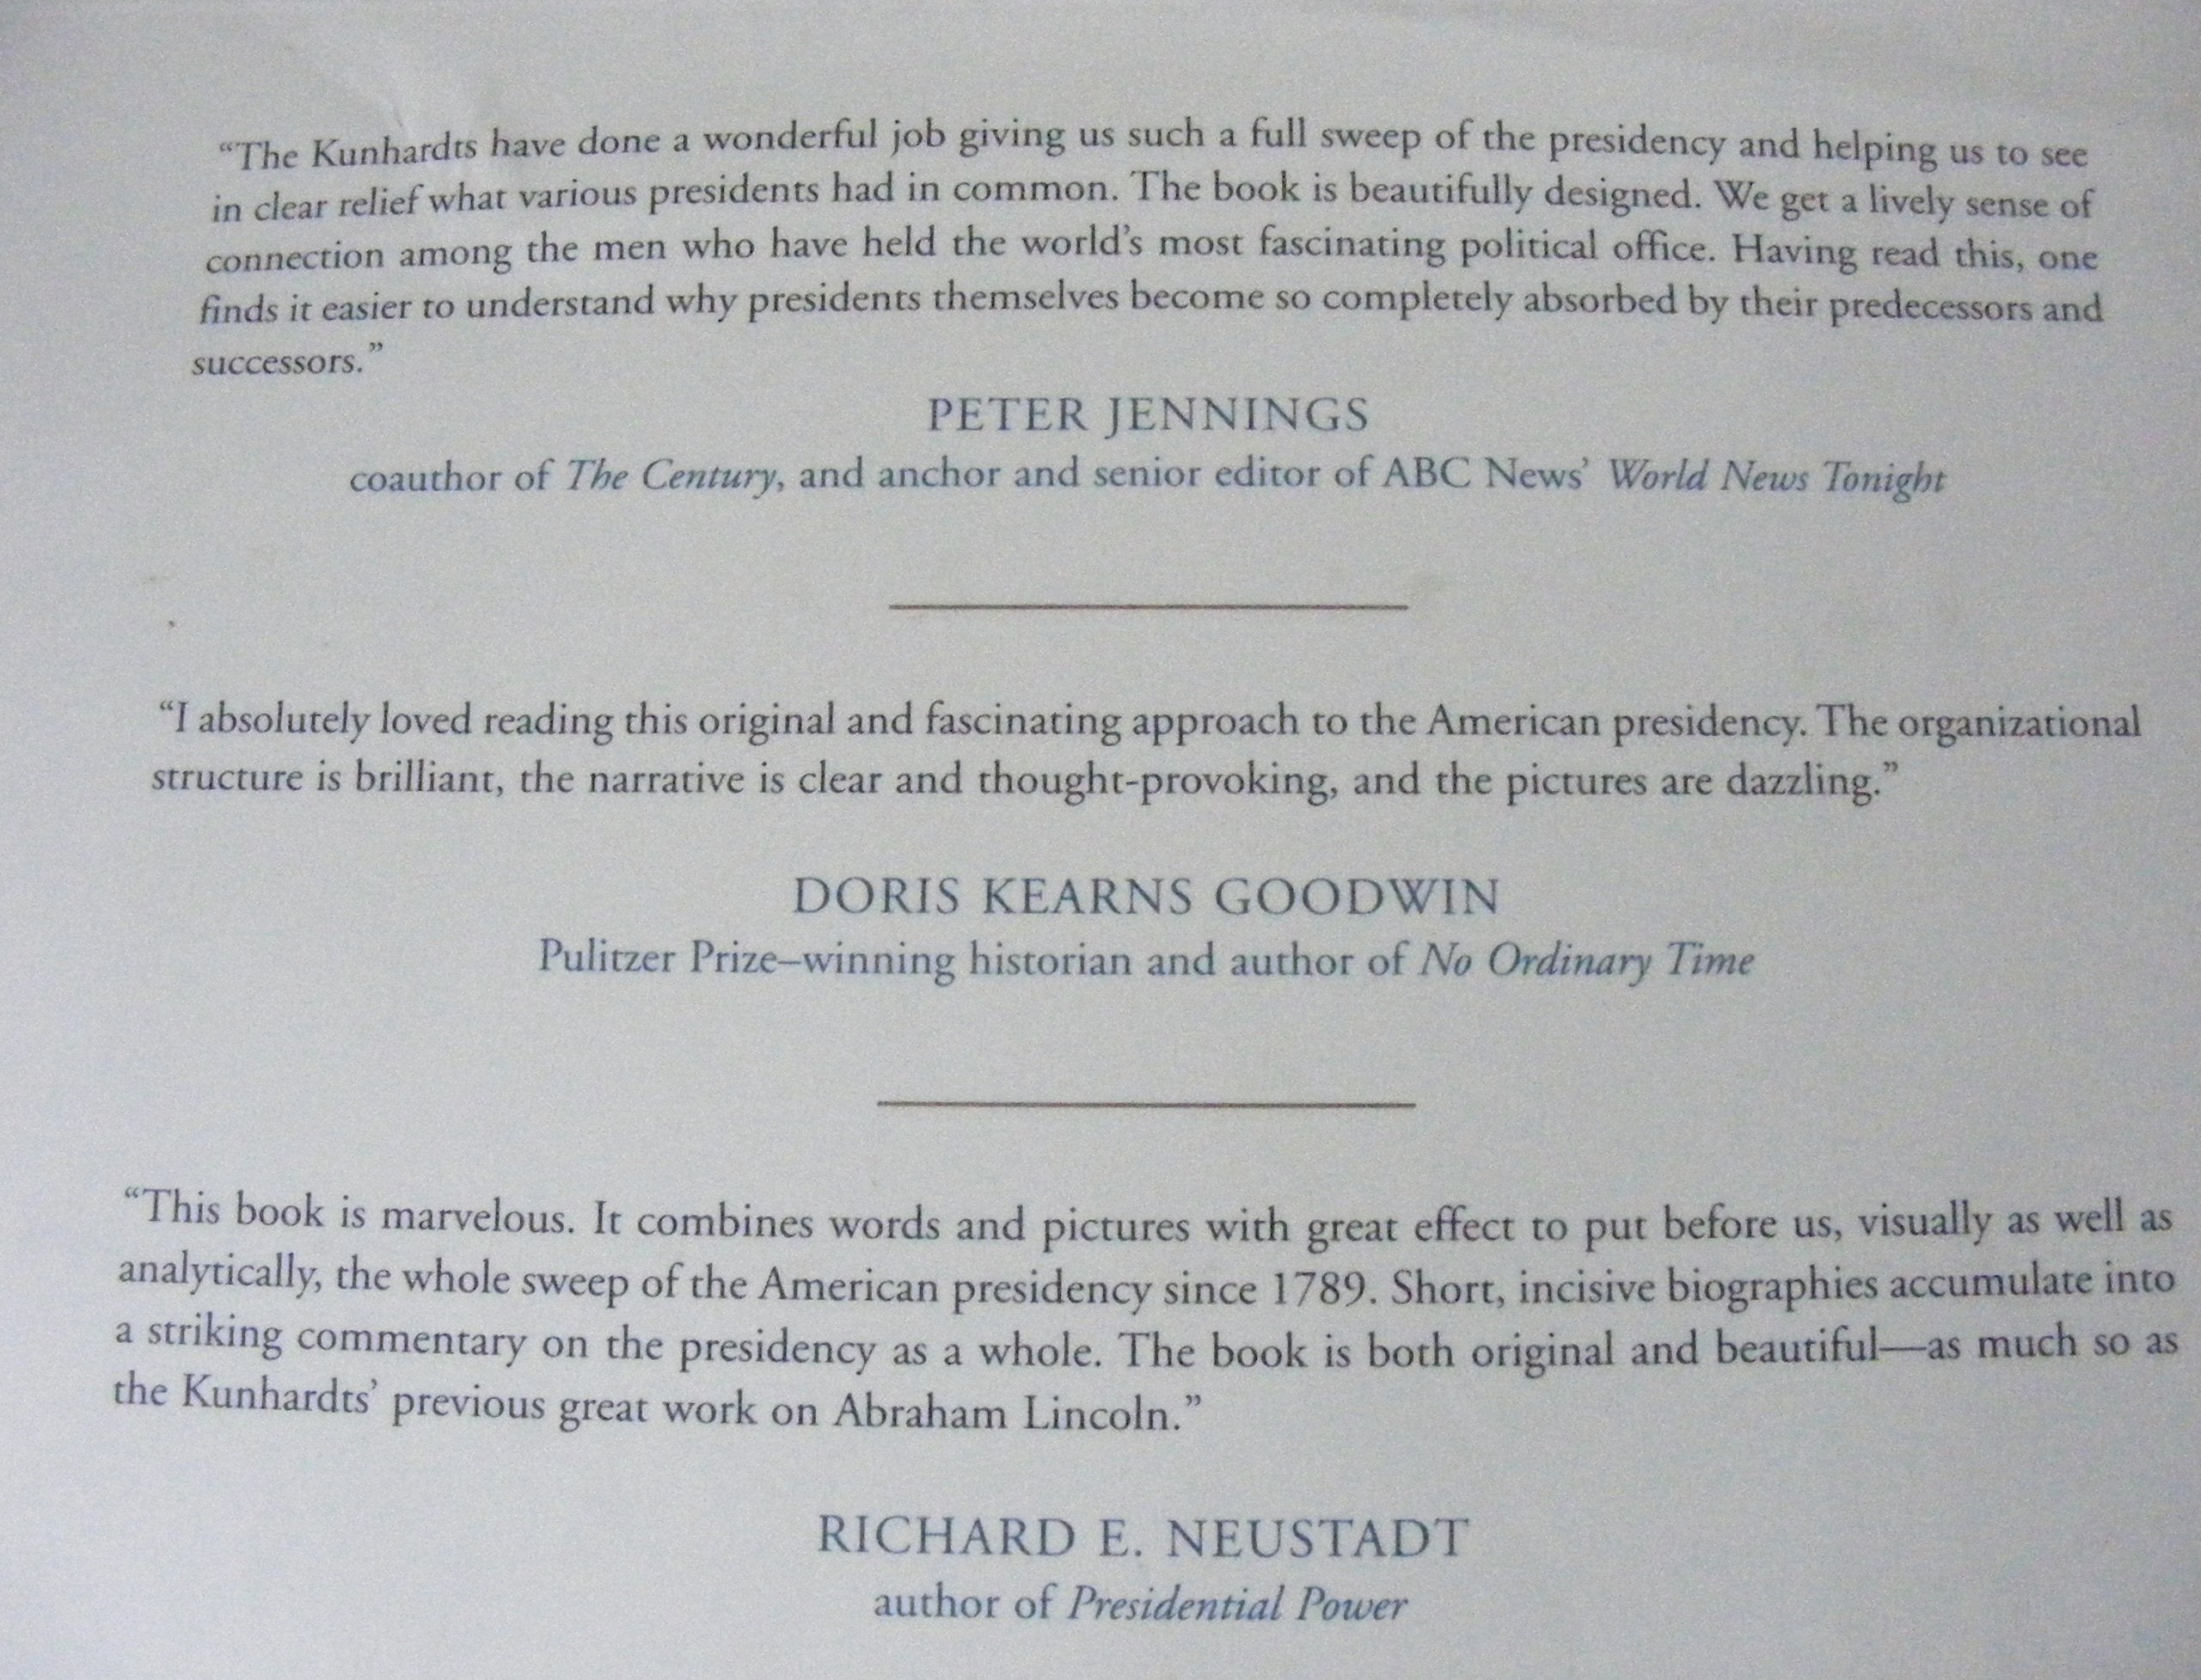 “The Kunhardts have done a wonderful job giving us such a full sweep of the presidency and helping us to see
in clear relief what various presidents had in common. The book is beautifully designed. We get a lively sense of
connection among the men who have held the world’s most fascinating political office. Having read this, one
finds it easier to understand why presidents themselves become so completely absorbed by their predecessors and
successors.”
PETER JENNINGS
coauthor of The Century, and anchor and senior editor of ABC News’ World News Tonight
“I absolutely loved reading this original and fascinating approach to the American presidency. The organizational
structure is brilliant, the narrative is clear and thought-provoking, and the pictures are dazzling.”
DORIS KEARNS GOODWIN
Pulitzer Prize–winning historian and author of No Ordinary Time
“This book is marvelous. It combines words and pictures with great effect to put before us, visually as well as
analytically, the whole sweep of the American presidency since 1789. Short, incisive biographies accumulate into
a striking commentary on the presidency as a whole. The book is both original and beautiful—as much so as
the Kunhardts’ previous great work on Abraham Lincoln.”
RICHARD E. NEUSTADT
author of Presidential Power